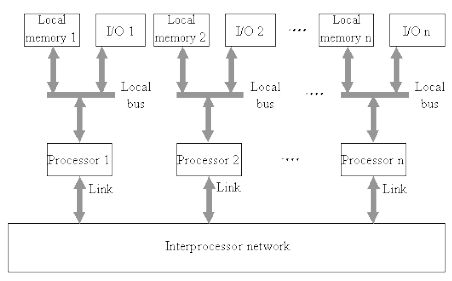 Local
memory 1
I/O 1
Local
memory 2
I/O 2
....
Local
memory n
I/O n
Local
bus
Local
bus
....
Local
bus
Processor 1
Processor 2
....
Processor n
Link
Link
Link
Interprocessor network